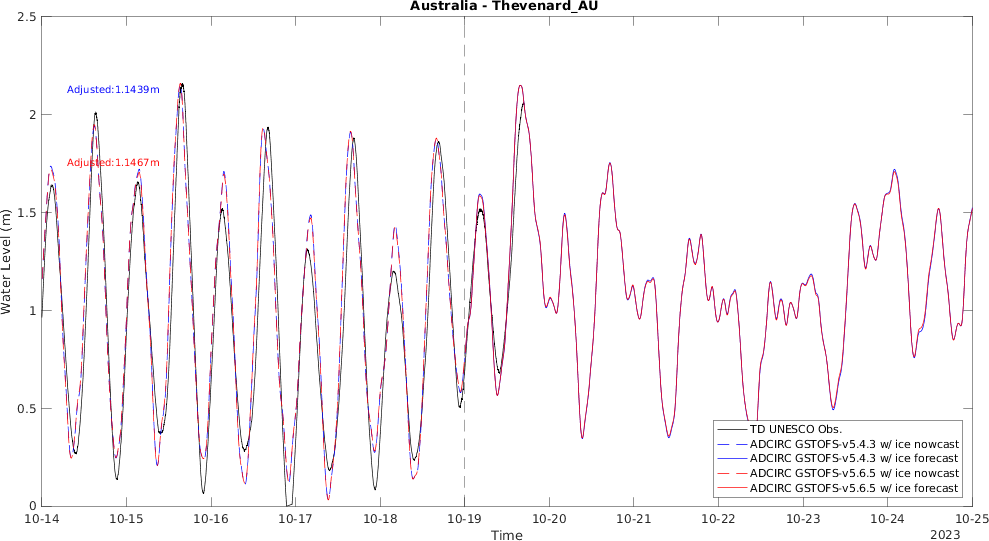 Australia - Thevenard_AU
2.5
2
1.5
1
0.5
0
Water Level (m)
Adjusted:1.1439m
Adjusted:1.1467m
TD UNESCO Obs.
ADCIRC GSTOFS-v5.4.3 w/ ice nowcast
ADCIRC GSTOFS-v5.4.3 w/ ice forecast
ADCIRC GSTOFS-v5.6.5 w/ ice nowcast
ADCIRC GSTOFS-v5.6.5 w/ ice forecast
10-14 10-15 10-16 10-17 10-18 10-19 10-20 10-21 10-22 10-23 10-24 10-25
Time
2023